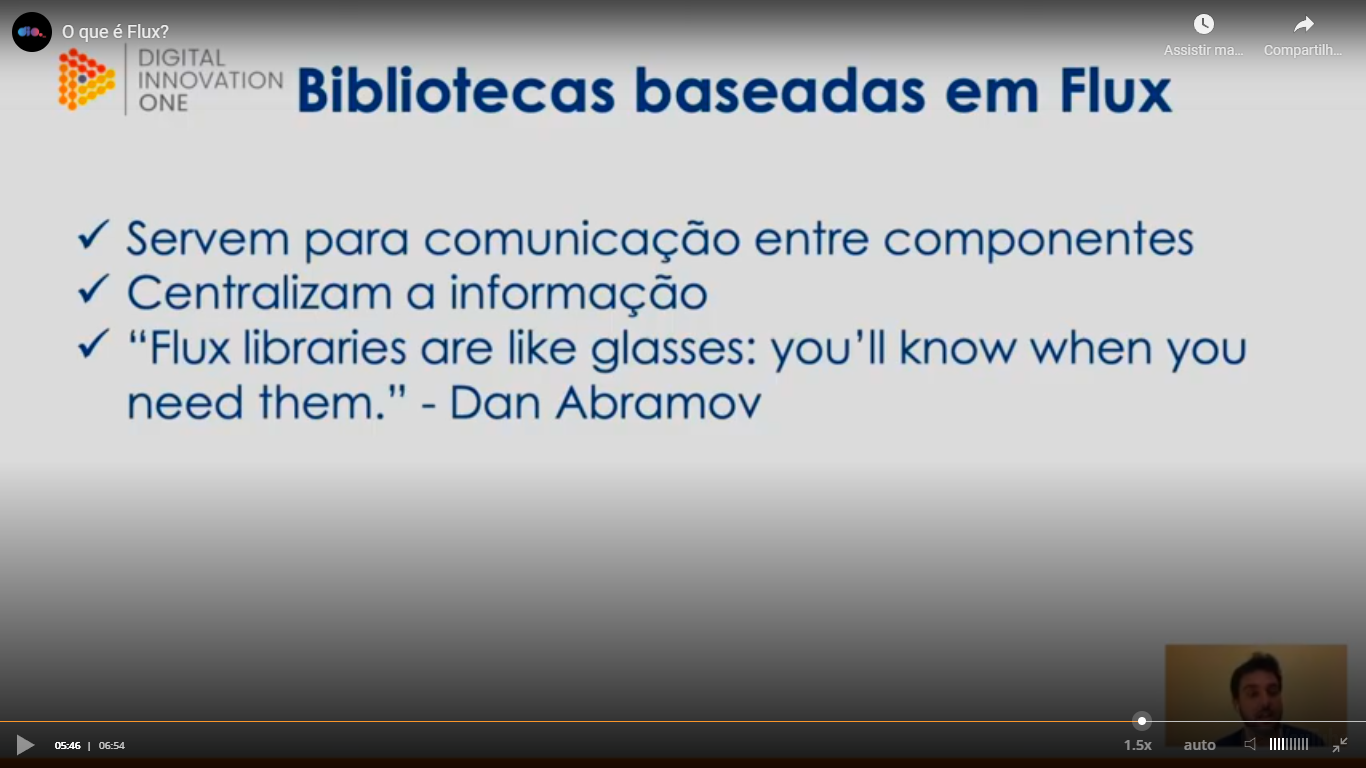 O que é Flux?
Assistir ma...
Compartilh...
DIGITAL
INNOVATION
ONE
Bibliotecas baseadas em Flux
✓ Servem para comunicação entre componentes
✓ Centralizam a informação
✓ “Flux libraries are like glasses: you’ll know when you
need them.” - Dan Abramov
05:46 | 06:54
1.5x
auto